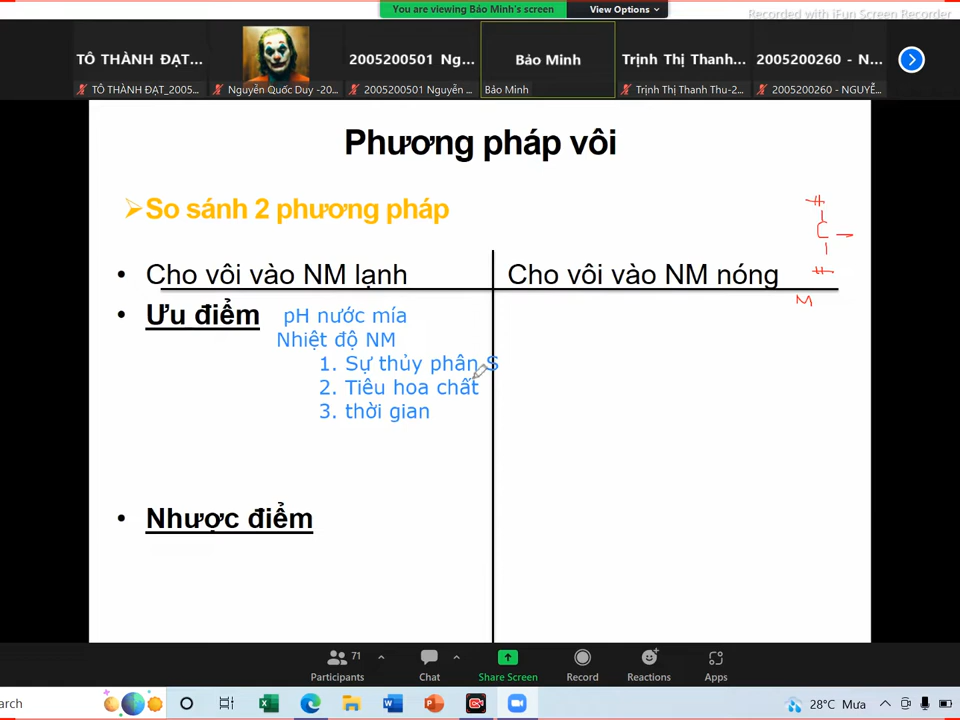 You are viewing Bảo Minh's screen
View Options
Recorded with iFun Screen Recorder
TÔ THÀNH ĐẠT...
2005200501 Ng...
Bảo Minh
Trịnh Thị Thanh...
2005200260 - N...
TÔ THÀNH ĐẠT_2005...
Nguyễn Quốc Duy -20...
2005200501 Nguyễn ...
Bảo Minh
Trịnh Thị Thanh Thu-2...
2005200260 - NGUYỄ...
Phương pháp vôi
So sánh 2 phương pháp
Cho vôi vào NM lạnh
Cho vôi vào NM nóng
Ưu điểm
pH nước mía
Nhiệt độ NM
1. Sự thủy phân S
2. Tiêu hoa chất
3. thời gian
M
Nhược điểm
71
Participants
Chat
Share Screen
Record
Reactions
Apps
earch
28°C Mưa